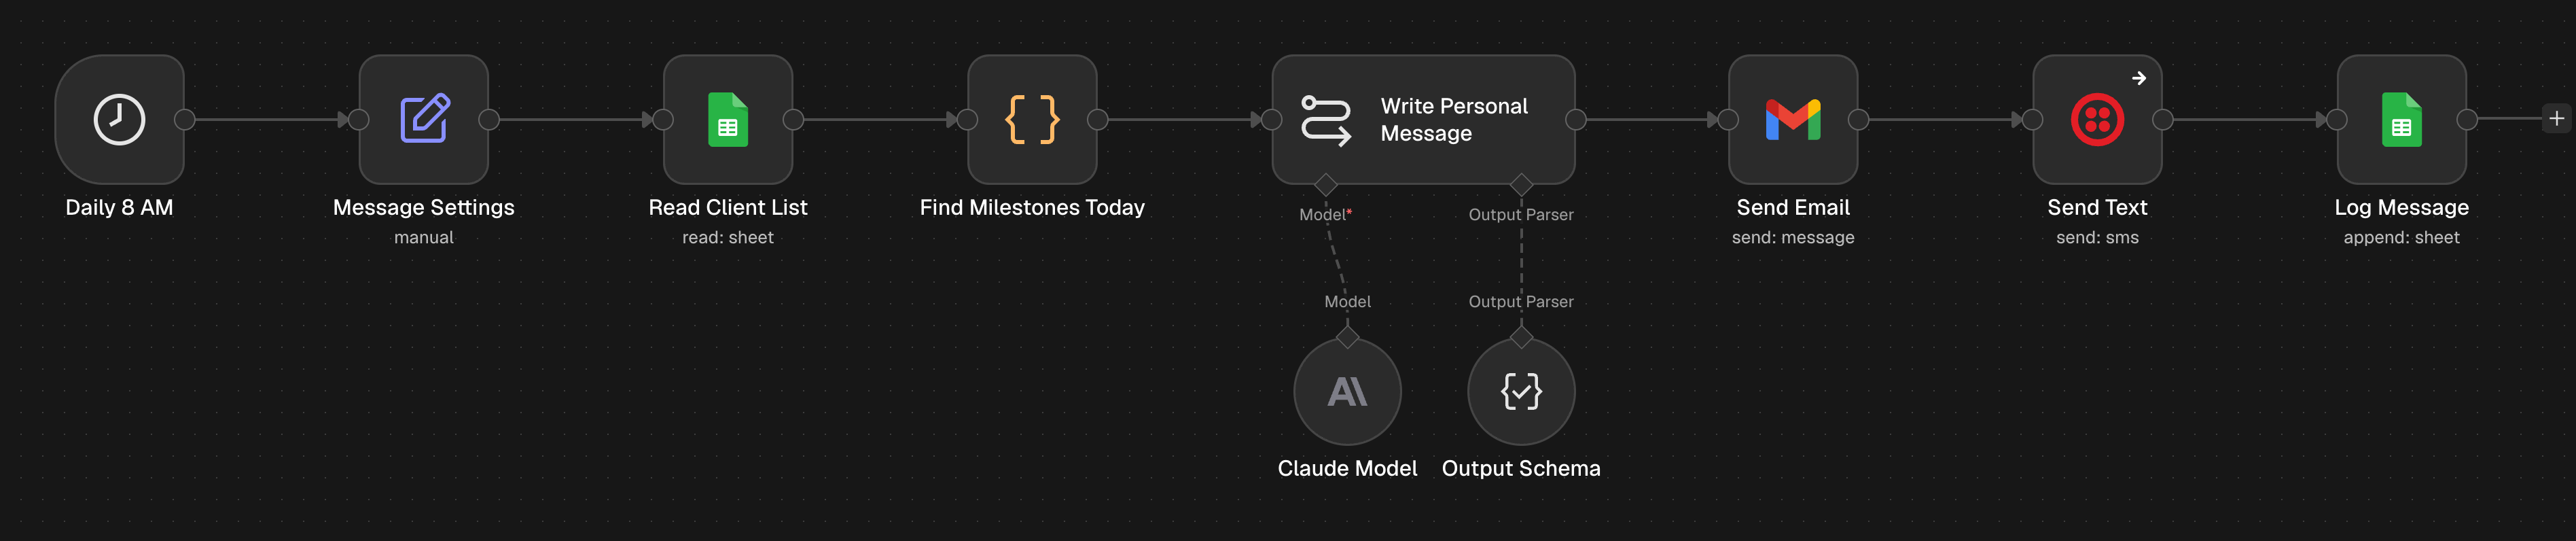 Write Personal
Message
Daily 8 AM
Message Settings
manual
Read Client List
read: sheet
Find Milestones Today
Model*
Output Parser
Send Email
send: message
Send Text
send: sms
Log Message
append: sheet
Model
Output Parser
Claude Model
Output Schema